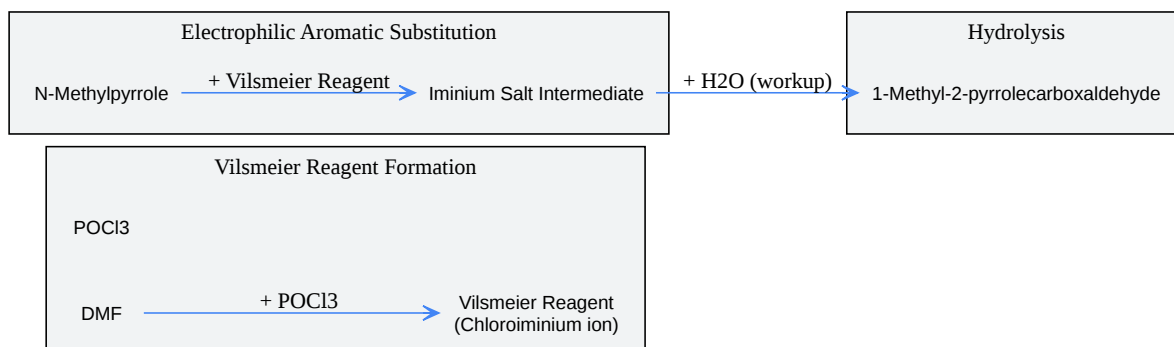 Electrophilic Aromatic Substitution
N-Methylpyrrole
+ Vilsmeier Reagent
Iminium Salt Intermediate
+ H2O (workup)
Hydrolysis
1-Methyl-2-pyrrolecarboxaldehyde
Vilsmeier Reagent Formation
POCl3
DMF
+ POCl3
Vilsmeier Reagent
(Chloroiminium ion)